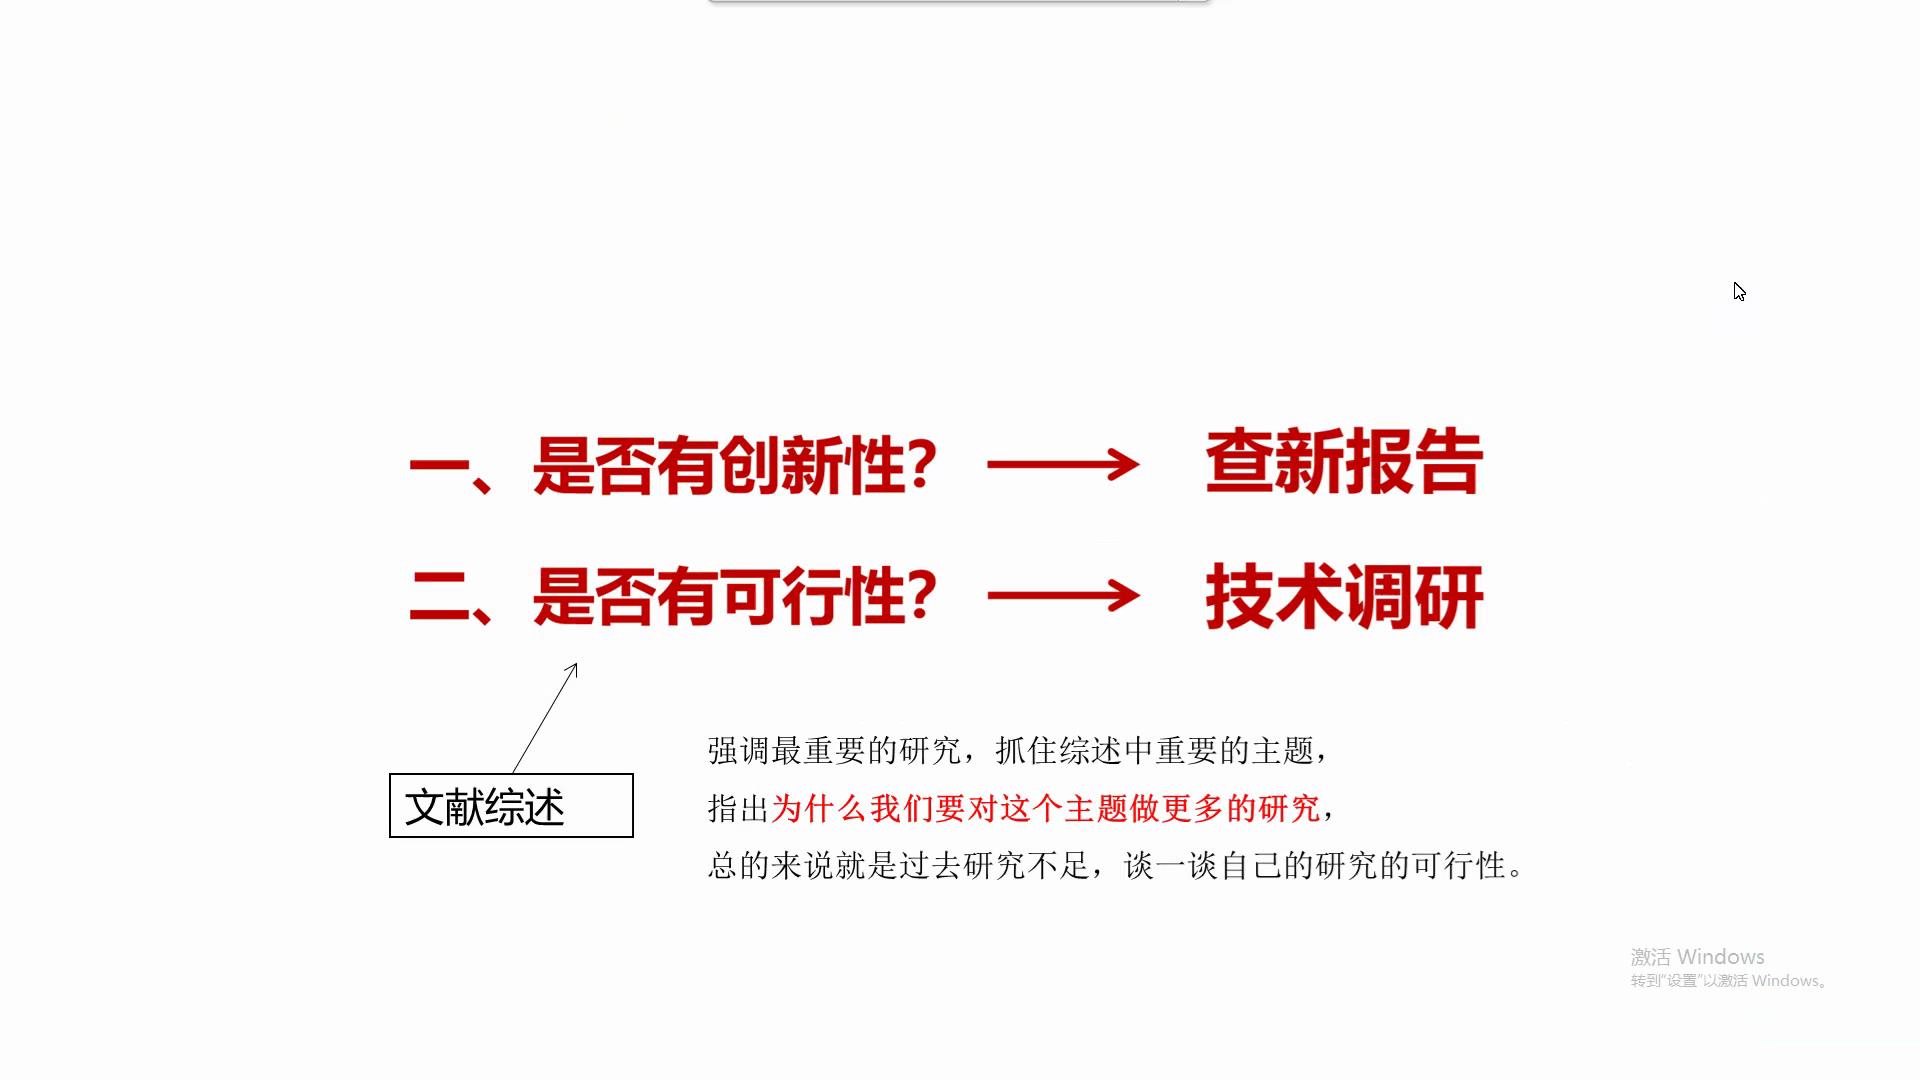 一、是否有创新性? 查新报告
二、是否有可行性? 技术调研
文献综述
强调最重要的研究，抓住综述中重要的主题，
指出为什么我们要对这个主题做更多的研究，
总的来说就是过去研究不足，谈一谈自己的研究的可行性。
激活 Windows
转到“设置”以激活 Windows。